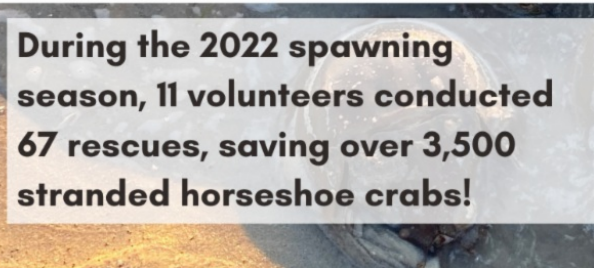 During the 2022 spawning
season, 11 volunteers conducted
67 rescues, saving over 3,500
stranded horseshoe crabs!